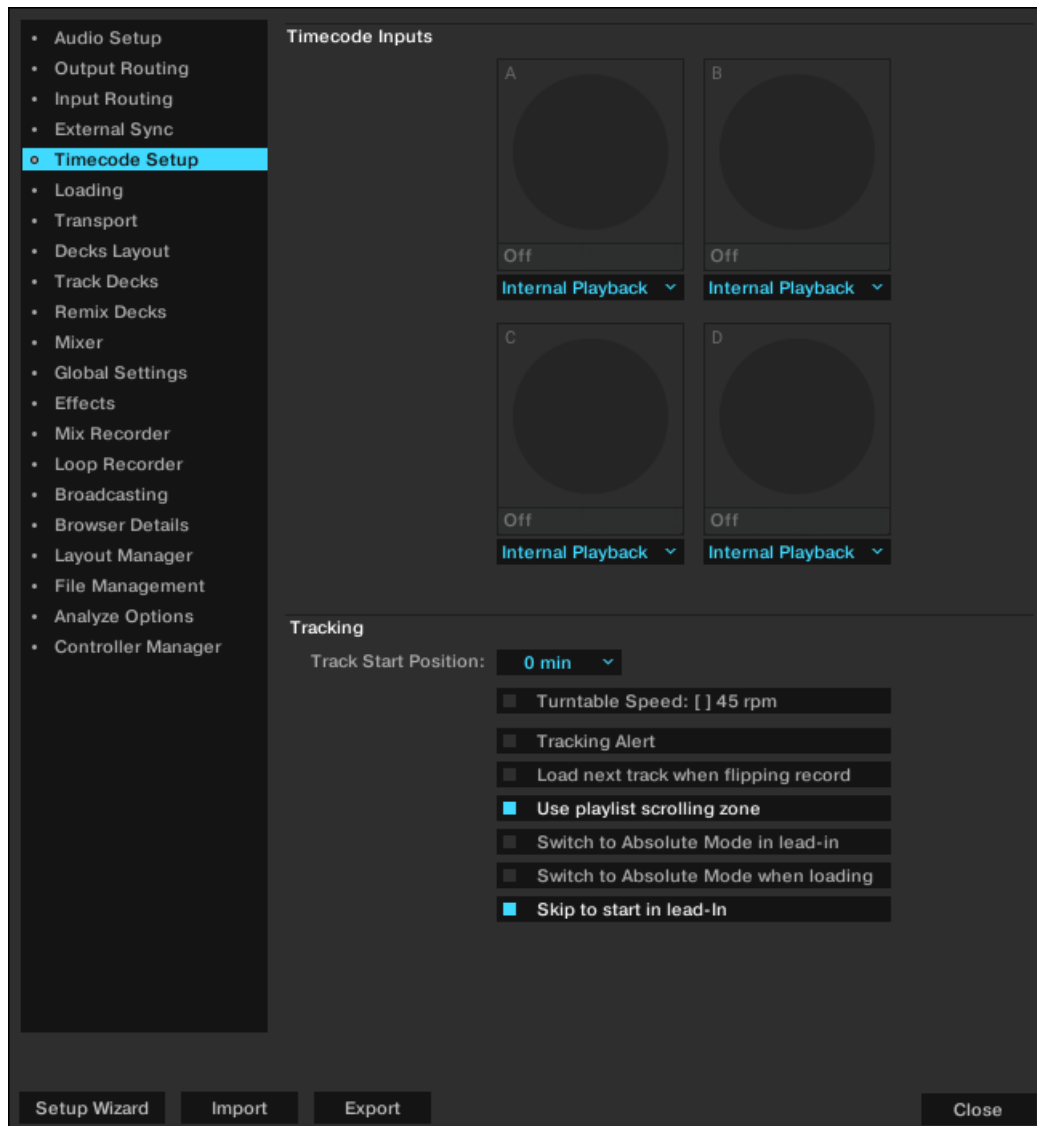 Audio Setup
Output Routing
Input Routing
External Sync
Timecode Setup
Loading
Transport
Decks Layout
Track Decks
Remix Decks
Mixer
Global Settings
Effects
Mix Recorder
Loop Recorder
Broadcasting
Browser Details
Layout Manager
File Management
Analyze Options
Controller Manager
Timecode Inputs
A B
Off Off
Internal Playback Internal Playback
C D
Off Off
Internal Playback Internal Playback
Tracking
Track Start Position: 0 min
Turntable Speed: [ ] 45 rpm
Tracking Alert
Load next track when flipping record
Use playlist scrolling zone
Switch to Absolute Mode in lead-in
Switch to Absolute Mode when loading
Skip to start in lead-In
Setup Wizard Import Export Close